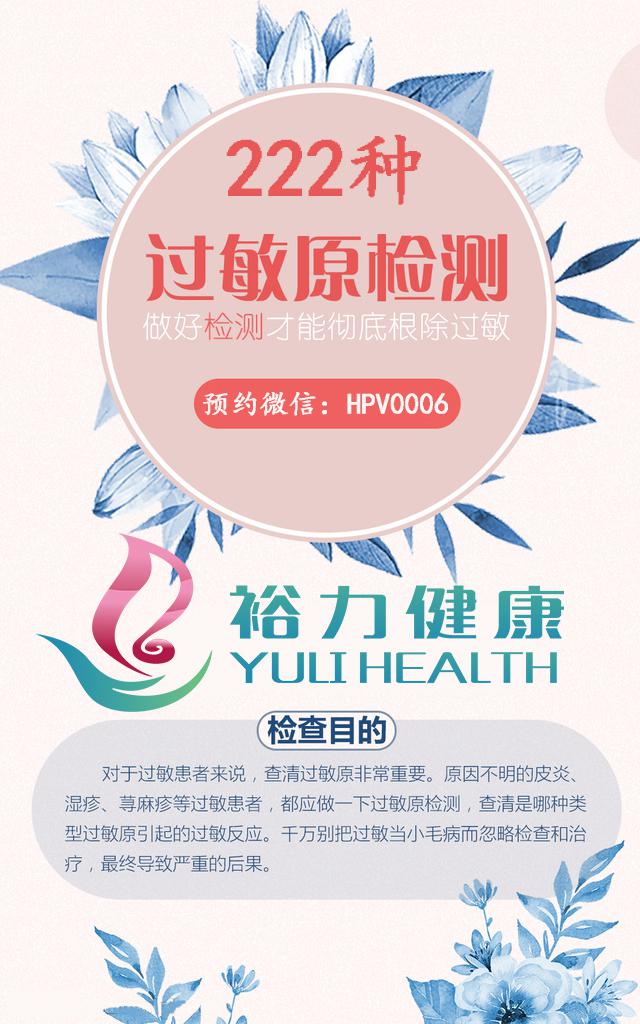 222种
过敏原检测
做好检测才能彻底根除过敏
预约微信：HPV0006
裕力健康
YULI HEALTH
检查目的
对于过敏患者来说，查清过敏原非常重要。原因不明的皮炎、
湿疹、荨麻疹等过敏患者，都应做一下过敏原检测，查清是哪种类
型过敏原引起的过敏反应。千万别把过敏当小毛病而忽略检查和治
疗，最终导致严重的后果。